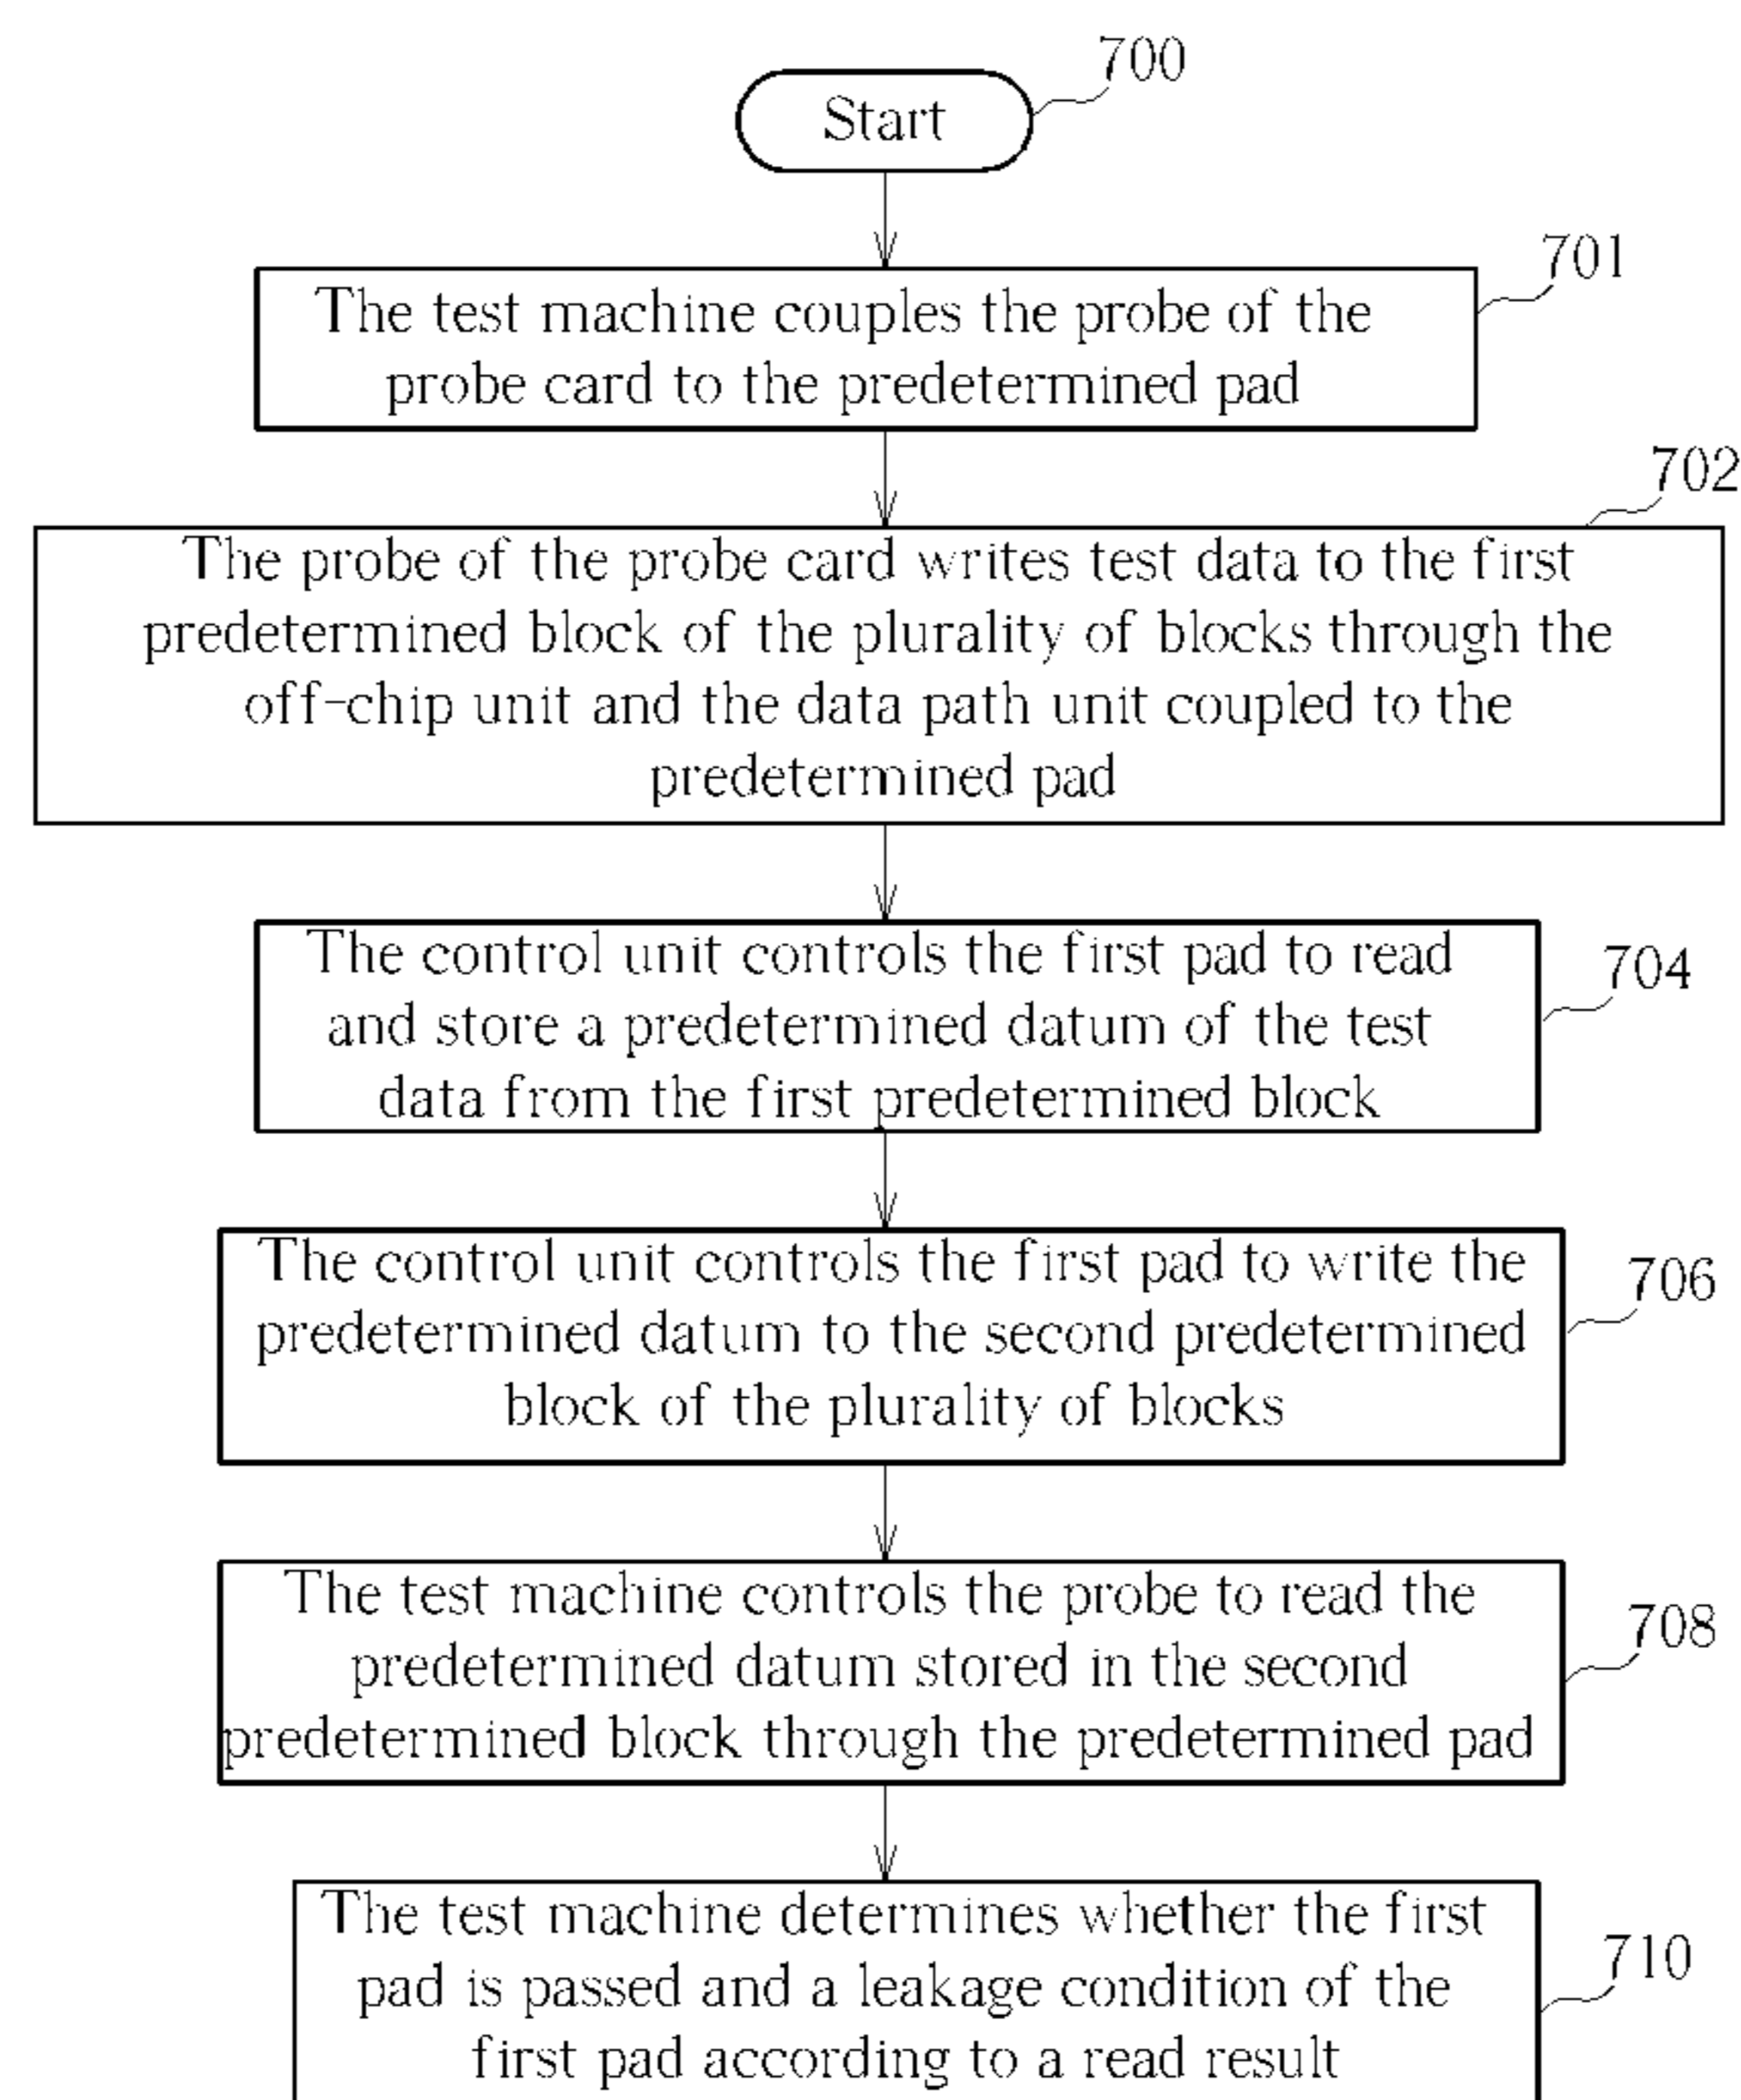 700
Start
701
The test machine couples the probe of the
probe card to the predetermined pad
702
The probe of the probe card writes test data to the first
predetermined block of the plurality of blocks through the
off-chip unit and the data path unit coupled to the
predetermined pad
The control unit controls the first pad to read
704
and store a predetermined datum of the test
data from the first predetermined block
The control unit controls the first pad to write the
706
predetermined datum to the second predetermined
block of the plurality of blocks
The test machine controls the probe to read the
708
predetermined datum stored in the second
predetermined block through the predetermined pad
The test machine determines whether the first
710
pad is passed and a leakage condition of the
first pad according to a read result